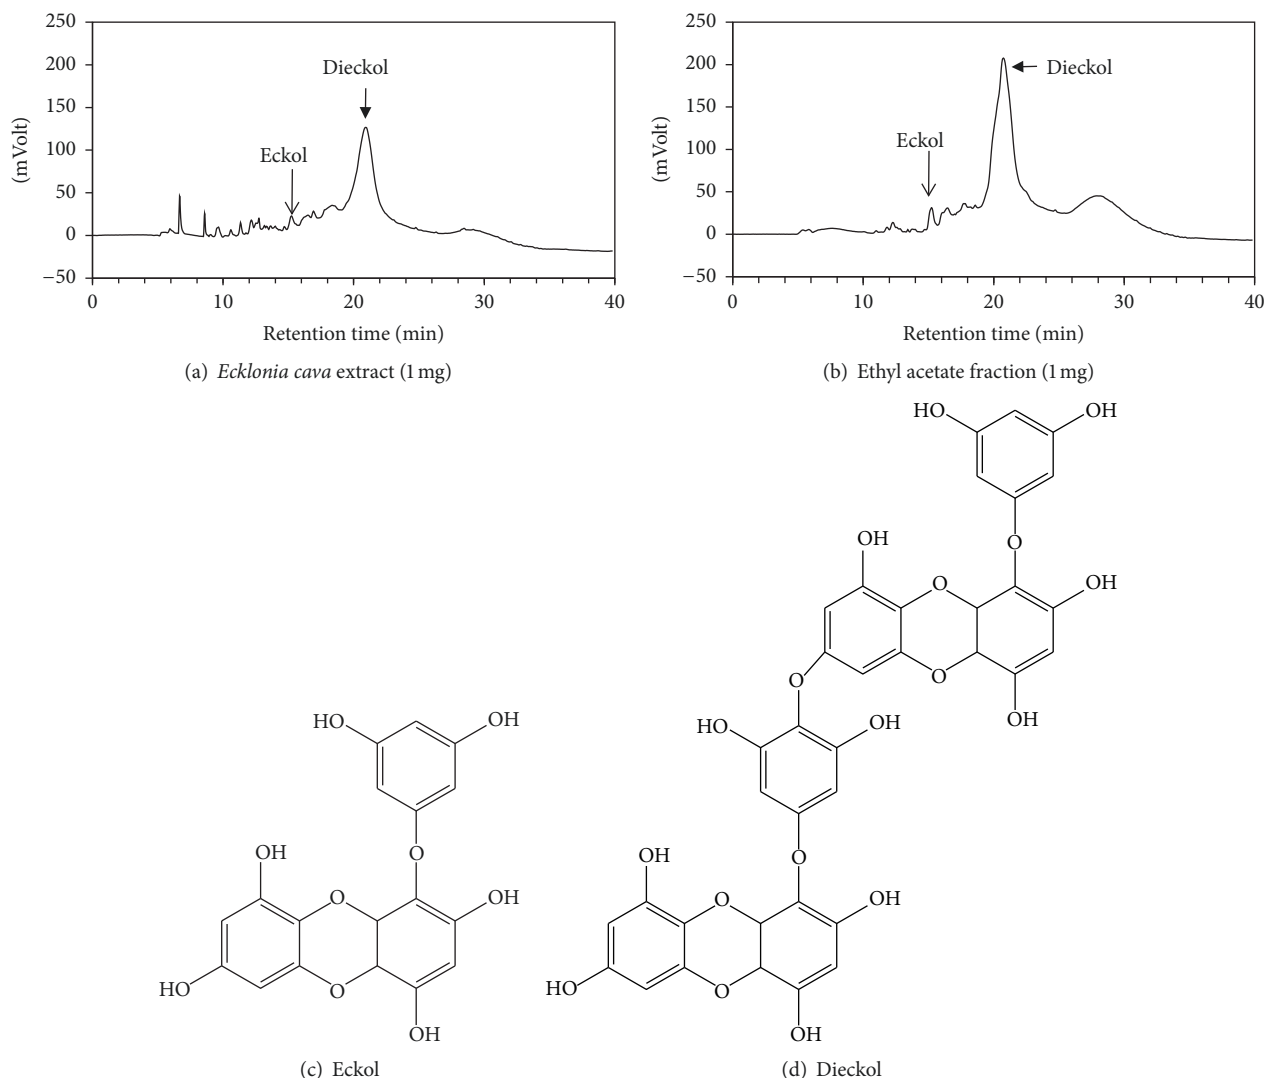 250
200
150
100
50
0
−50
(mVolt)
Dieckol
Eckol
0 10 20 30 40
Retention time (min)
(a) Ecklonia cava extract (1 mg)
250
200
150
100
50
0
−50
(mVolt)
Dieckol
Eckol
0 10 20 30 40
Retention time (min)
(b) Ethyl acetate fraction (1 mg)
HO OH
O
OH
O OH
O
O
OH
HO OH
O
OH
O OH
HO O
OH
(c) Eckol
HO OH
O
OH
O OH
HO O
OH
(d) Dieckol